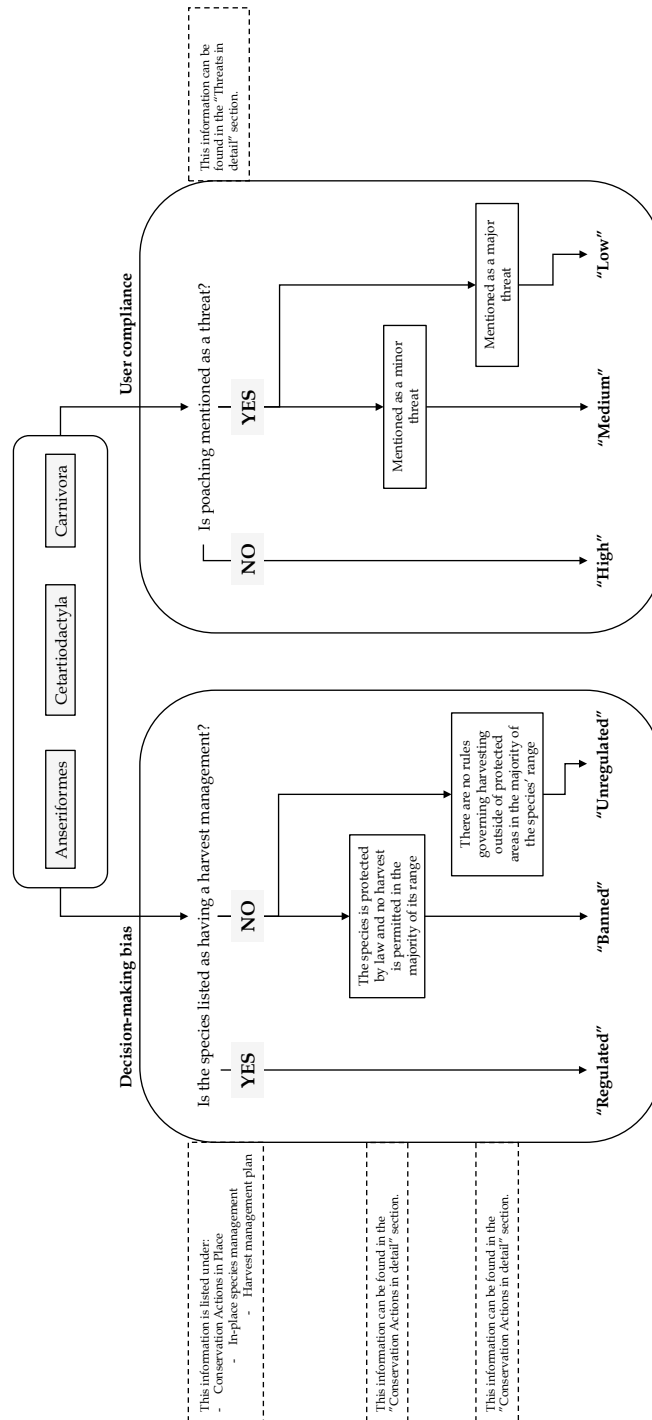 Anseriformes
Cetartiodactyla
Carnivora
Decision-making bias
This information is listed under:
- Conservation Actions in Place
- In-place species management
- Harvest management plan
Is the species listed as having a harvest management?
YES
NO
The species is protected
by law and no harvest
is permitted in the
majority of its range
This information can be found in the
"Conservation Actions in detail" section.
There are no rules
governing harvesting
outside of protected
areas in the majority of
the species' range
This information can be found in the
"Conservation Actions in detail" section.
"Regulated"
"Banned"
"Unregulated"
User compliance
Is poaching mentioned as a threat?
This information can be
found in the "Threats in
detail" section.
NO
YES
Mentioned as a minor
threat
Mentioned as a major
threat
"High"
"Medium"
"Low"